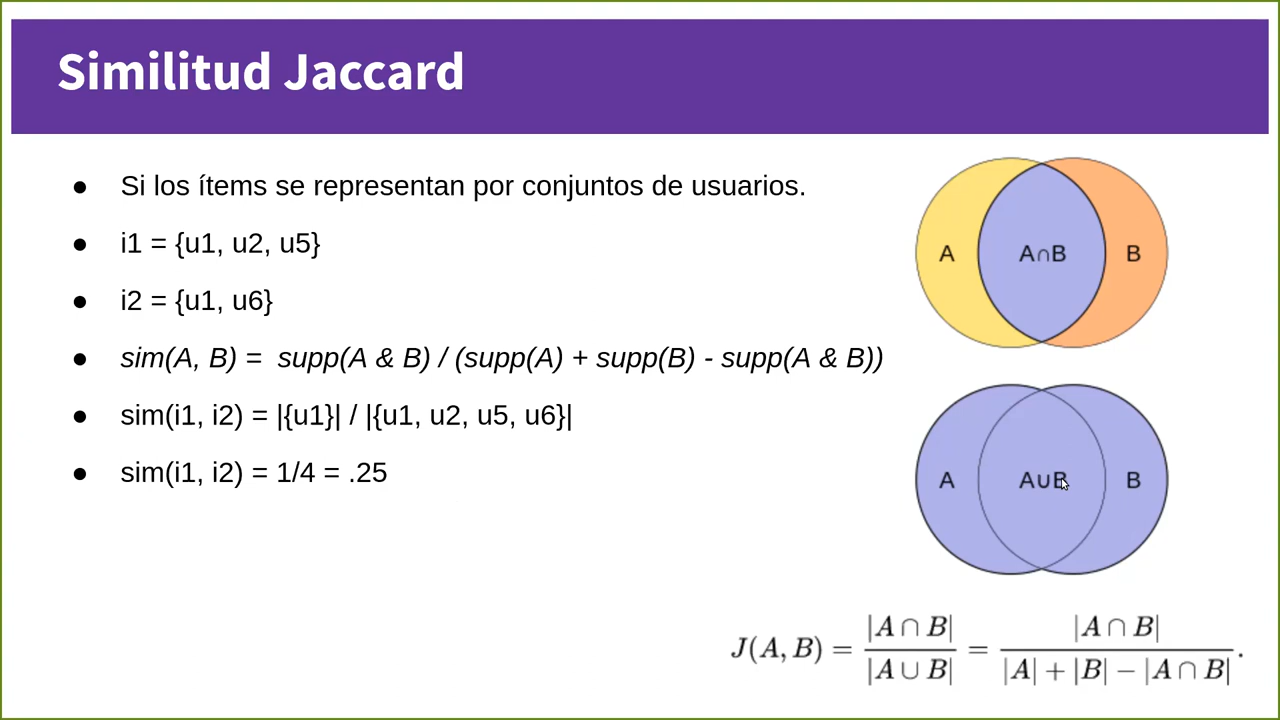 Similitud Jaccard
● Si los ítems se representan por conjuntos de usuarios.
● i1 = {u1, u2, u5}
● i2 = {u1, u6}
● sim(A, B) = supp(A & B) / (supp(A) + supp(B) - supp(A & B))
● sim(i1, i2) = |{u1}| / |{u1, u2, u5, u6}|
● sim(i1, i2) = 1/4 = .25
A A∩B B
A A∪B B
J(A, B) = |A ∩ B| / |A ∪ B| = |A ∩ B| / |A| + |B| − |A ∩ B| .